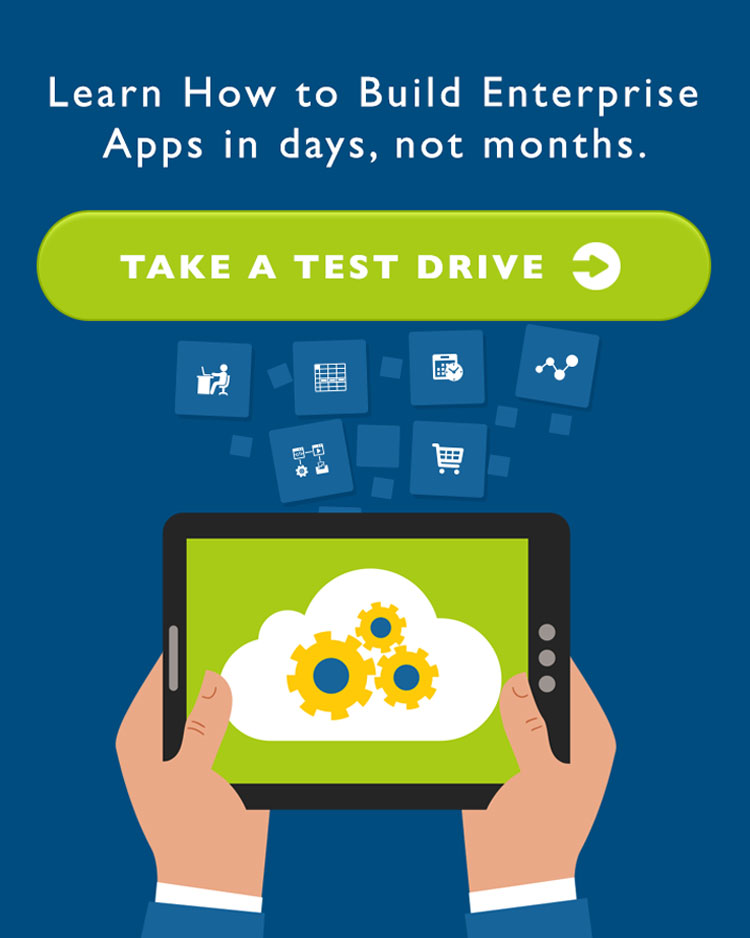 Learn How to Build Enterprise
Apps in days, not months.
TAKE A TEST DRIVE